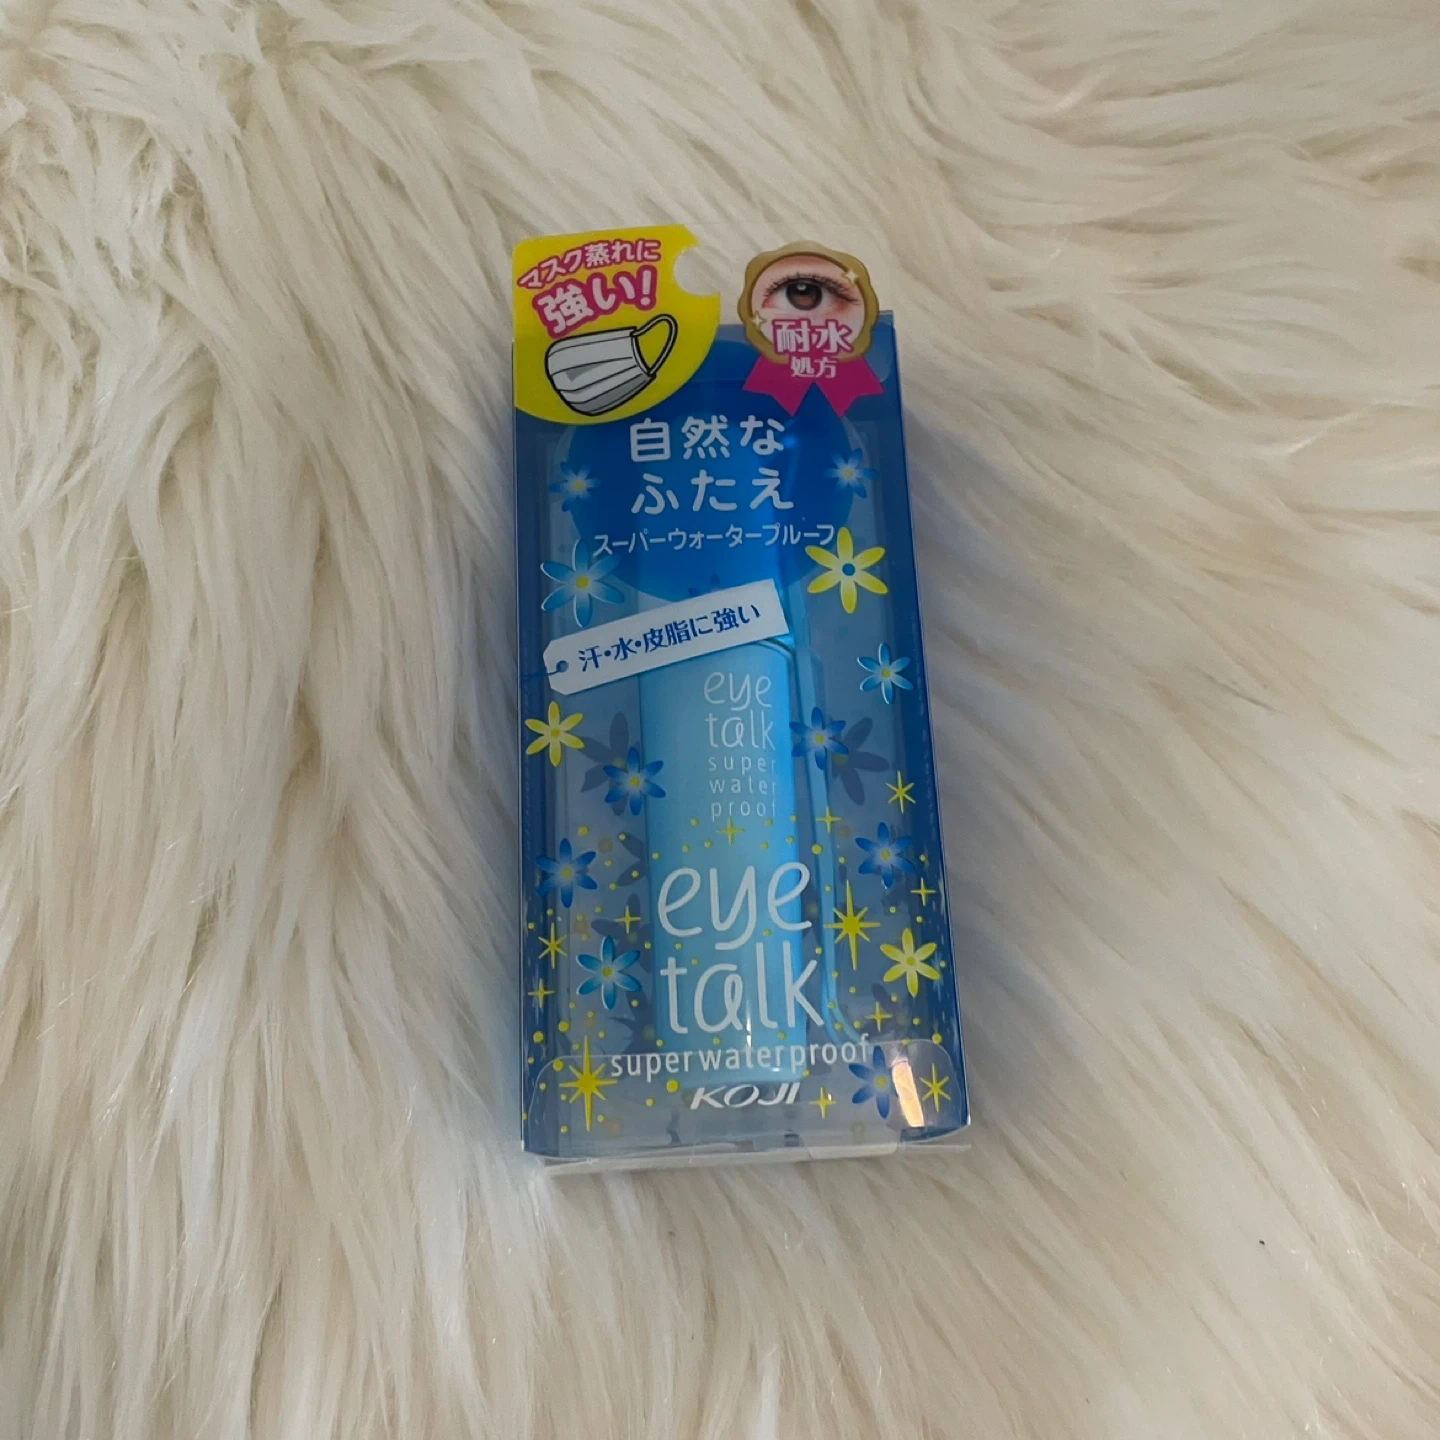 マスク蒸れに
強い!
耐水
処方
自然な
ふたえ
スーパーウォータープルーフ
汗・水・皮脂に強い
eye
talk
super
water
proof
eye
talk
super waterproof
KOJI